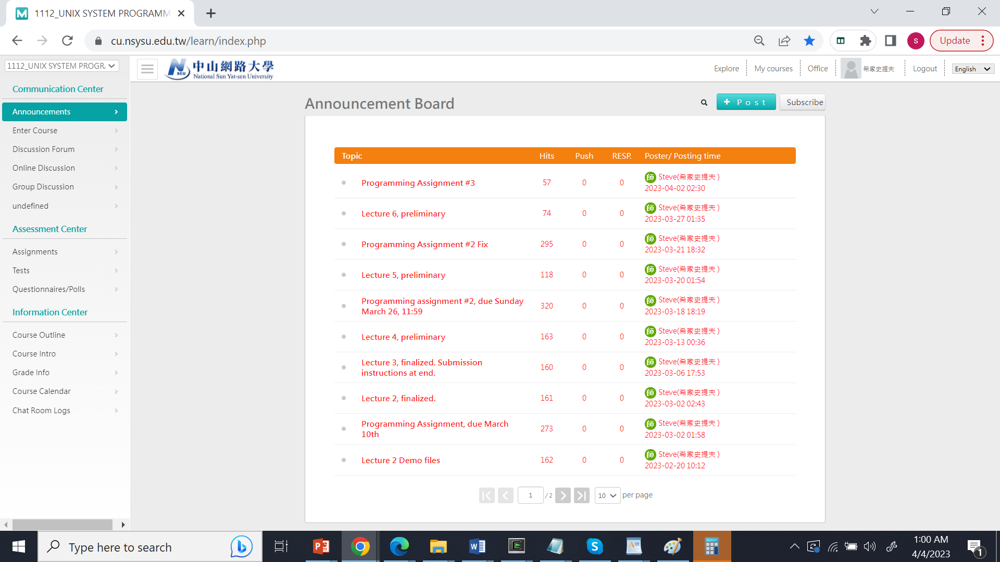 1112_UNIX SYSTEM PROGRAMM
cu.nsysu.edu.tw/learn/index.php
S
Update
1112_UNIX SYSTEM PROGR.
NSCU
中山網路大學
National Sun Yat-sen University
Explore
My courses
Office
希家史提夫
Logout
English
Communication Center
Announcements
Enter Course
Discussion Forum
Online Discussion
Group Discussion
undefined
Assessment Center
Assignments
Tests
Questionnaires/Polls
Information Center
Course Outline
Course Intro
Grade Info
Course Calendar
Chat Room Logs
Announcement Board
+ Post
Subscribe
Topic Hits Push RESP. Poster/ Posting time
Programming Assignment #3 57 0 0 師 Steve(希家史提夫 )
2023-04-02 02:30
Lecture 6, preliminary 74 0 0 師 Steve(希家史提夫 )
2023-03-27 01:35
Programming Assignment #2 Fix 295 0 0 師 Steve(希家史提夫 )
2023-03-21 18:32
Lecture 5, preliminary 118 0 0 師 Steve(希家史提夫 )
2023-03-20 01:54
Programming assignment #2, due Sunday
March 26, 11:59 320 0 0 師 Steve(希家史提夫 )
2023-03-18 18:19
Lecture 4, preliminary 163 0 0 師 Steve(希家史提夫 )
2023-03-13 00:36
Lecture 3, finalized. Submission
instructions at end. 160 0 0 師 Steve(希家史提夫 )
2023-03-06 17:53
Lecture 2, finalized. 161 0 0 師 Steve(希家史提夫 )
2023-03-02 02:43
Programming Assignment, due March
10th 273 0 0 師 Steve(希家史提夫 )
2023-03-02 01:58
Lecture 2 Demo files 162 0 0 師 Steve(希家史提夫 )
2023-02-20 10:12
1 / 2 10 per page
Type here to search
1:00 AM
4/4/2023
1